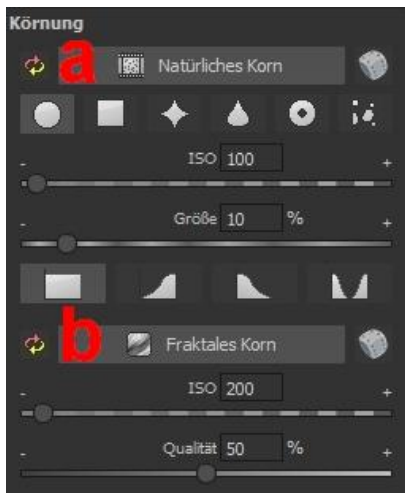 Körnung
a Natürliches Korn
- ISO 100 +
- Größe 10 % +
b Fraktales Korn
- ISO 200 +
- Qualität 50 % +